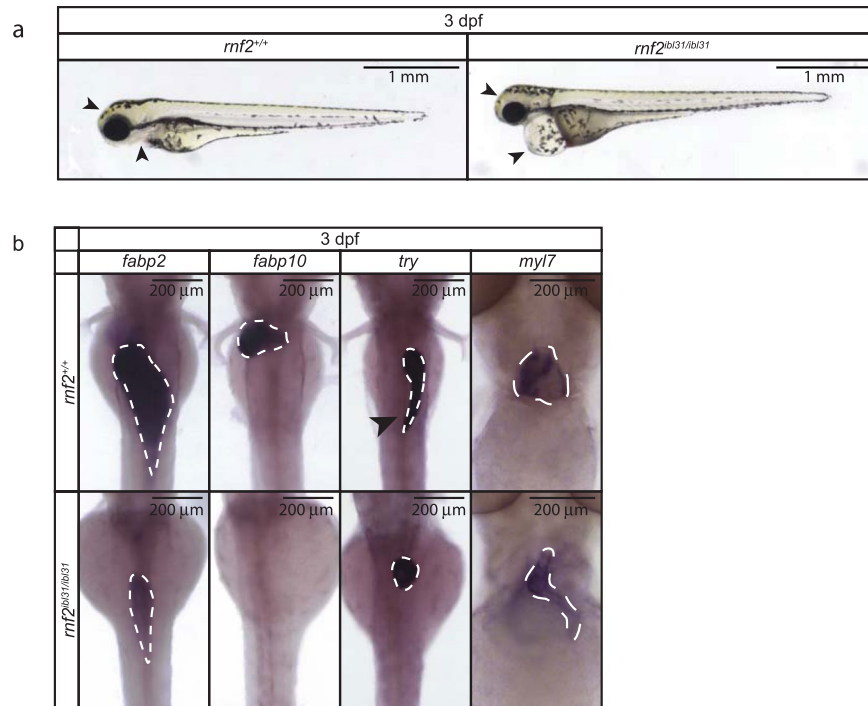 a
3 dpf
rnf2+/+
rnf2ibl31/ibl31
1 mm
1 mm
b
3 dpf
fabp2
fabp10
try
myl7
rnf2+/+
200 μm
200 μm
200 μm
200 μm
rnf2ibl31/ibl31
200 μm
200 μm
200 μm
200 μm